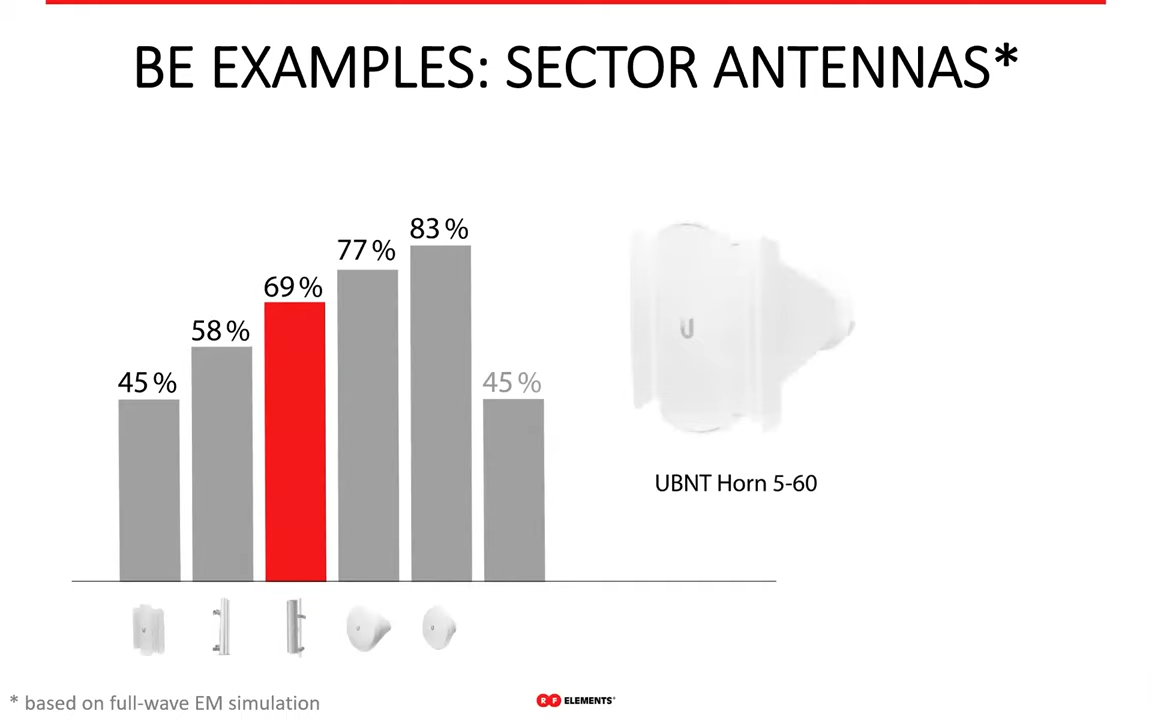 BE EXAMPLES: SECTOR ANTENNAS*
83 %
77 %
69 %
58 %
45 %
45 %
U
UBNT Horn 5-60
* based on full-wave EM simulation
RF ELEMENTS®